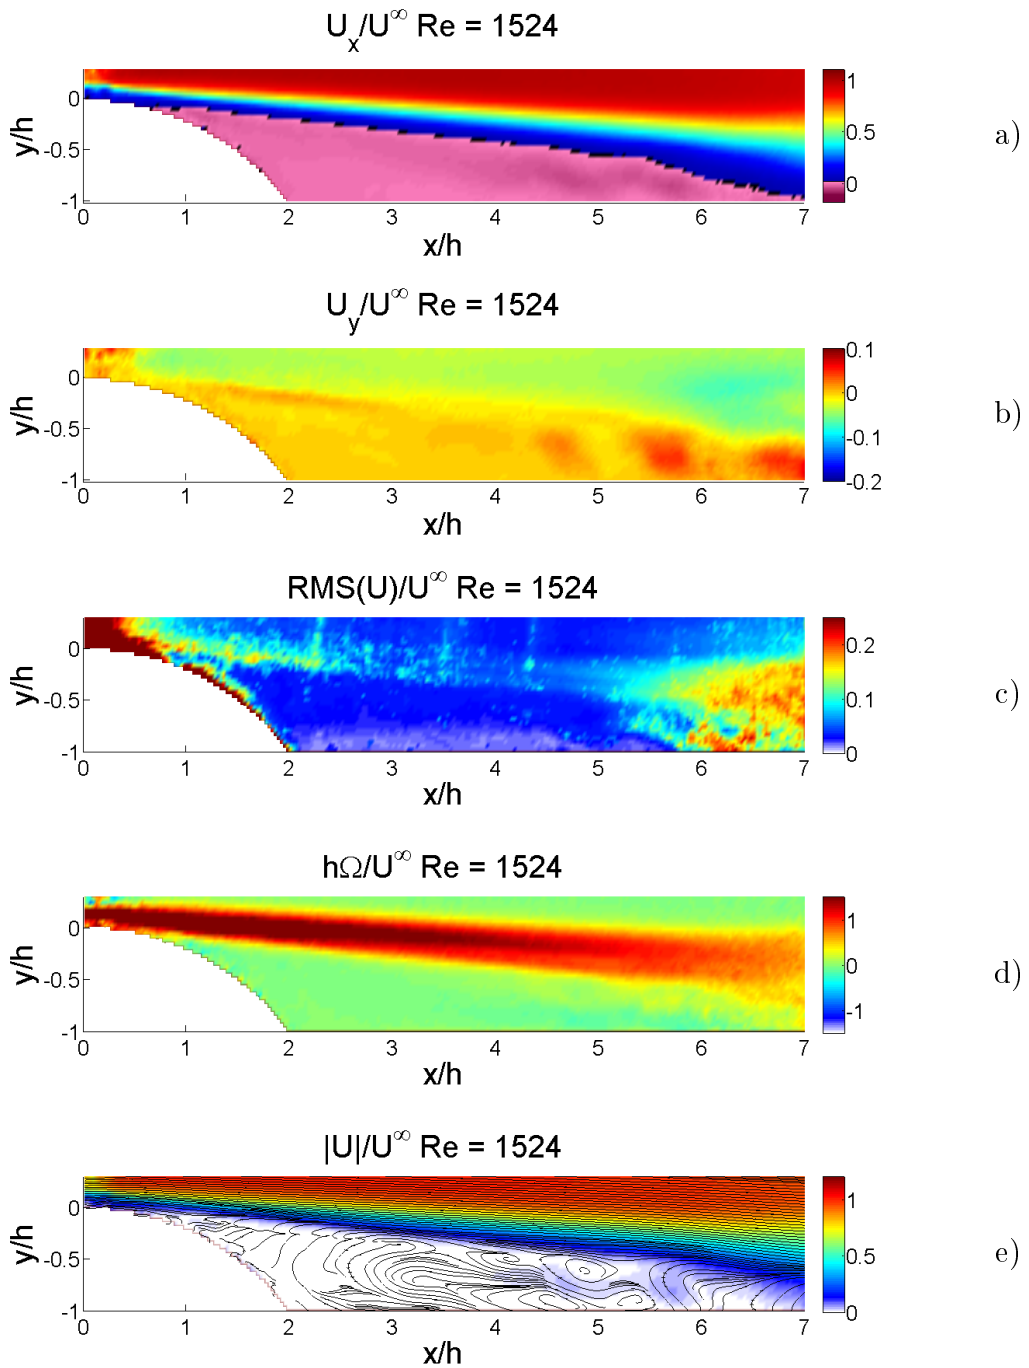 U_x/U^∞ Re = 1524
y/h
0
-0.5
-1
0 1 2 3 4 5 6 7
x/h
1
0.5
0
a)
U_y/U^∞ Re = 1524
y/h
0
-0.5
-1
0 1 2 3 4 5 6 7
x/h
0.1
0
-0.1
-0.2
b)
RMS(U)/U^∞ Re = 1524
y/h
0
-0.5
-1
0 1 2 3 4 5 6 7
x/h
0.2
0.1
0
c)
hΩ/U^∞ Re = 1524
y/h
0
-0.5
-1
0 1 2 3 4 5 6 7
x/h
1
0
-1
d)
|U|/U^∞ Re = 1524
y/h
0
-0.5
-1
0 1 2 3 4 5 6 7
x/h
1
0.5
0
e)